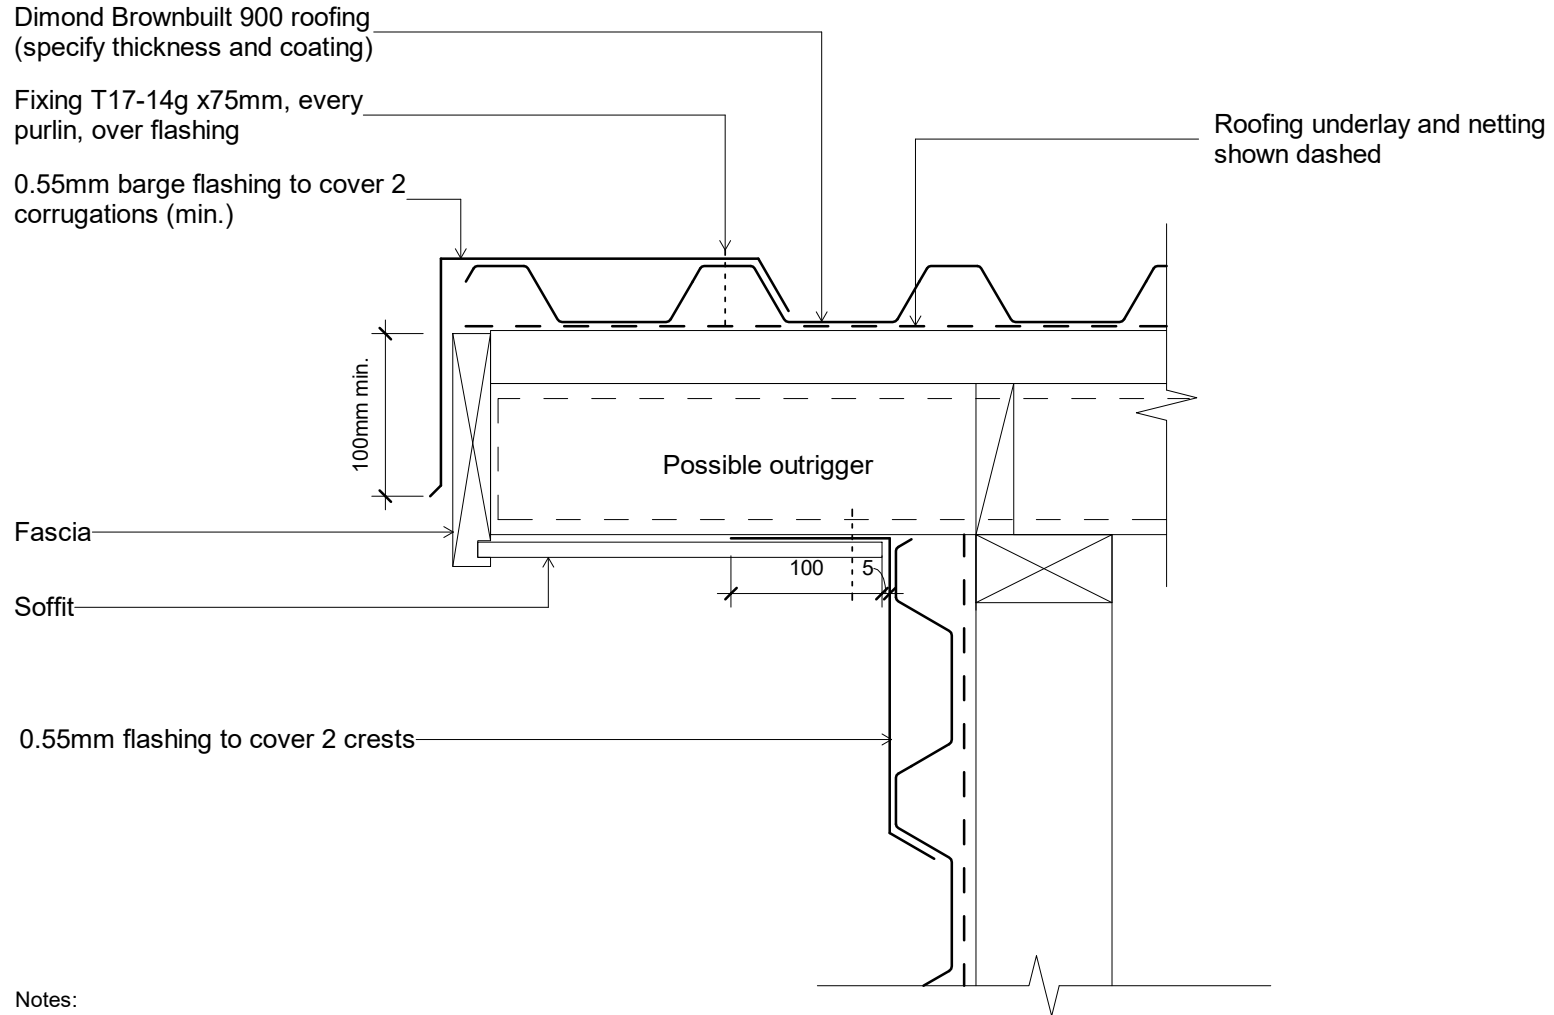 Dimond Brownbuilt 900 roofing
(specify thickness and coating)
Fixing T17-14g x75mm, every
purlin, over flashing
Roofing underlay and netting
shown dashed
0.55mm barge flashing to cover 2
corrugations (min.)
100mm min.
Possible outrigger
Fascia
100 5
Soffit
0.55mm flashing to cover 2 crests
Notes: